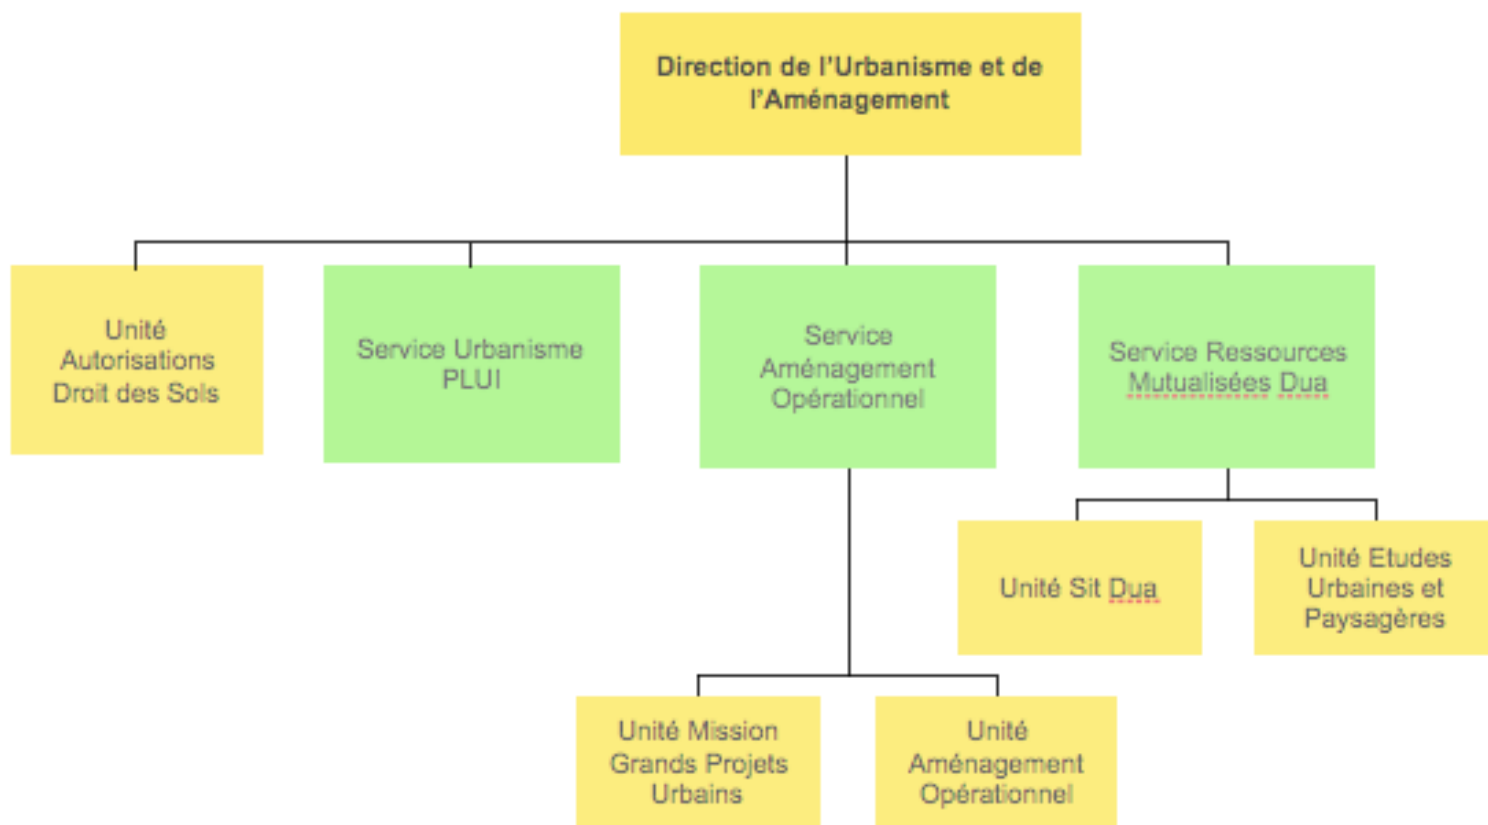 Direction de l'Urbanisme et de
l'Aménagement
Unité
Autorisations
Droit des Sols
Service Urbanisme
PLUI
Service
Aménagement
Opérationnel
Service Ressources
Mutualisées Dua
Unité Sit Dua
Unité Etudes
Urbaines et
Paysagères
Unité Mission
Grands Projets
Urbains
Unité
Aménagement
Opérationnel